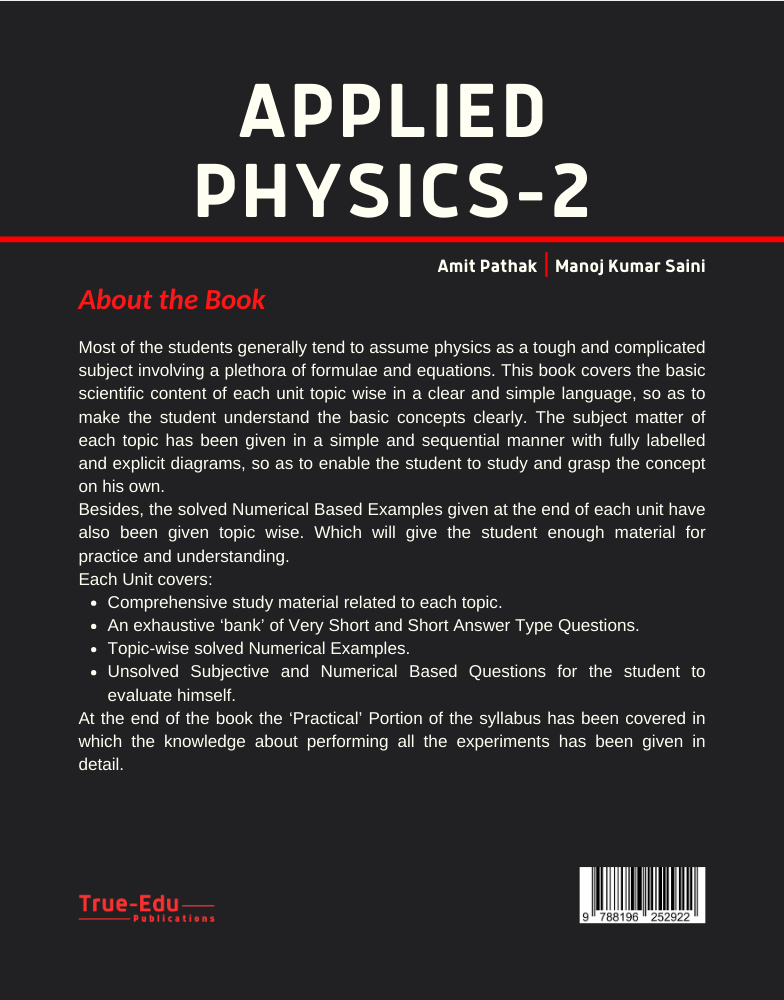 APPLIED
PHYSICS-2
Amit Pathak | Manoj Kumar Saini
About the Book
Most of the students generally tend to assume physics as a tough and complicated
subject involving a plethora of formulae and equations. This book covers the basic
scientific content of each unit topic wise in a clear and simple language, so as to
make the student understand the basic concepts clearly. The subject matter of
each topic has been given in a simple and sequential manner with fully labelled
and explicit diagrams, so as to enable the student to study and grasp the concept
on his own.
Besides, the solved Numerical Based Examples given at the end of each unit have
also been given topic wise. Which will give the student enough material for
practice and understanding.
Each Unit covers:
• Comprehensive study material related to each topic.
• An exhaustive ‘bank’ of Very Short and Short Answer Type Questions.
• Topic-wise solved Numerical Examples.
• Unsolved Subjective and Numerical Based Questions for the student to
evaluate himself.
At the end of the book the ‘Practical’ Portion of the syllabus has been covered in
which the knowledge about performing all the experiments has been given in
detail.
True-Edu
Publications
9 788196 252922